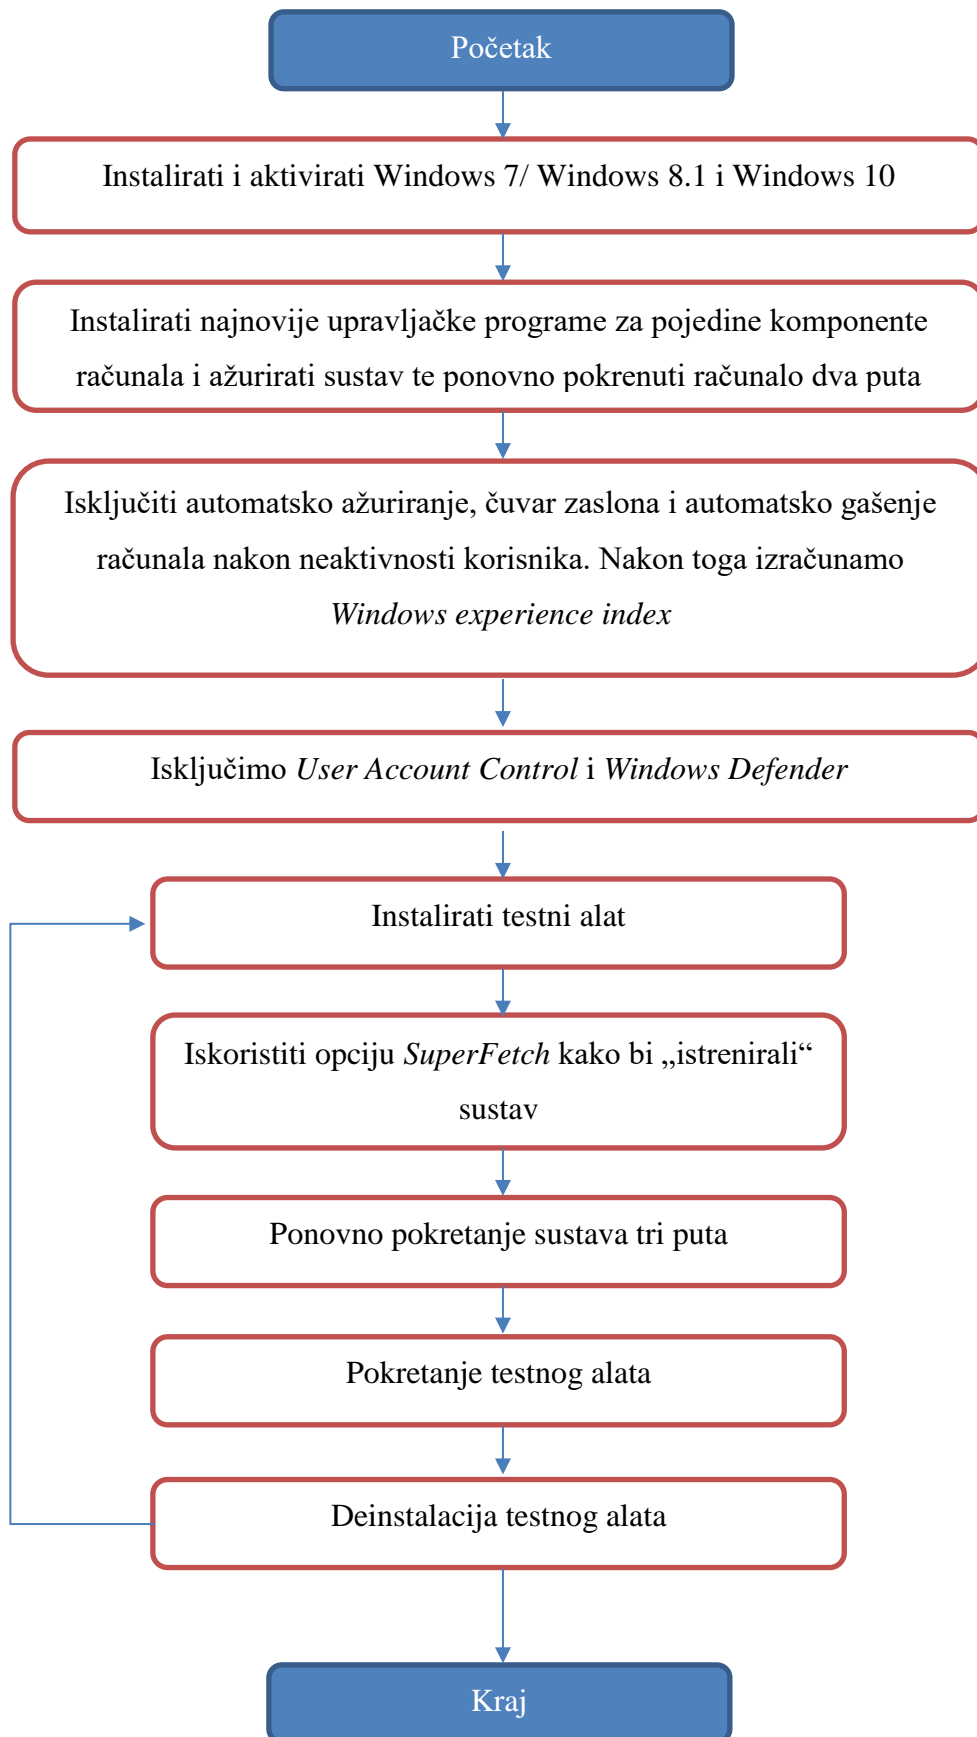 Početak
Instalirati i aktivirati Windows 7/ Windows 8.1 i Windows 10
Instalirati najnovije upravljačke programe za pojedine komponente
računala i ažurirati sustav te ponovno pokrenuti računalo dva puta
Isključiti automatsko ažuriranje, čuvar zaslona i automatsko gašenje
računala nakon neaktivnosti korisnika. Nakon toga izračunamo
Windows experience index
Isključimo User Account Control i Windows Defender
Instalirati testni alat
Iskoristiti opciju SuperFetch kako bi „istrenirali“
sustav
Ponovno pokretanje sustava tri puta
Pokretanje testnog alata
Deinstalacija testnog alata
Kraj